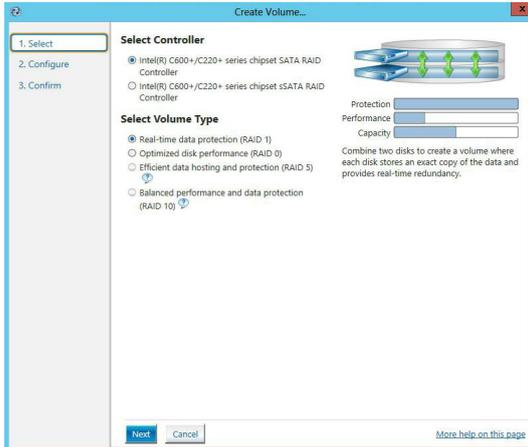 Create Volume...
x
1. Select
2. Configure
3. Confirm
Select Controller
Intel(R) C600+/C220+ series chipset SATA RAID
Controller
Intel(R) C600+/C220+ series chipset sSATA RAID
Controller
Select Volume Type
Real-time data protection (RAID 1)
Optimized disk performance (RAID 0)
Efficient data hosting and protection (RAID 5)
?
Balanced performance and data protection
(RAID 10) ?
Protection
Performance
Capacity
Combine two disks to create a volume where
each disk stores an exact copy of the data and
provides real-time redundancy.
Next
Cancel
More help on this page